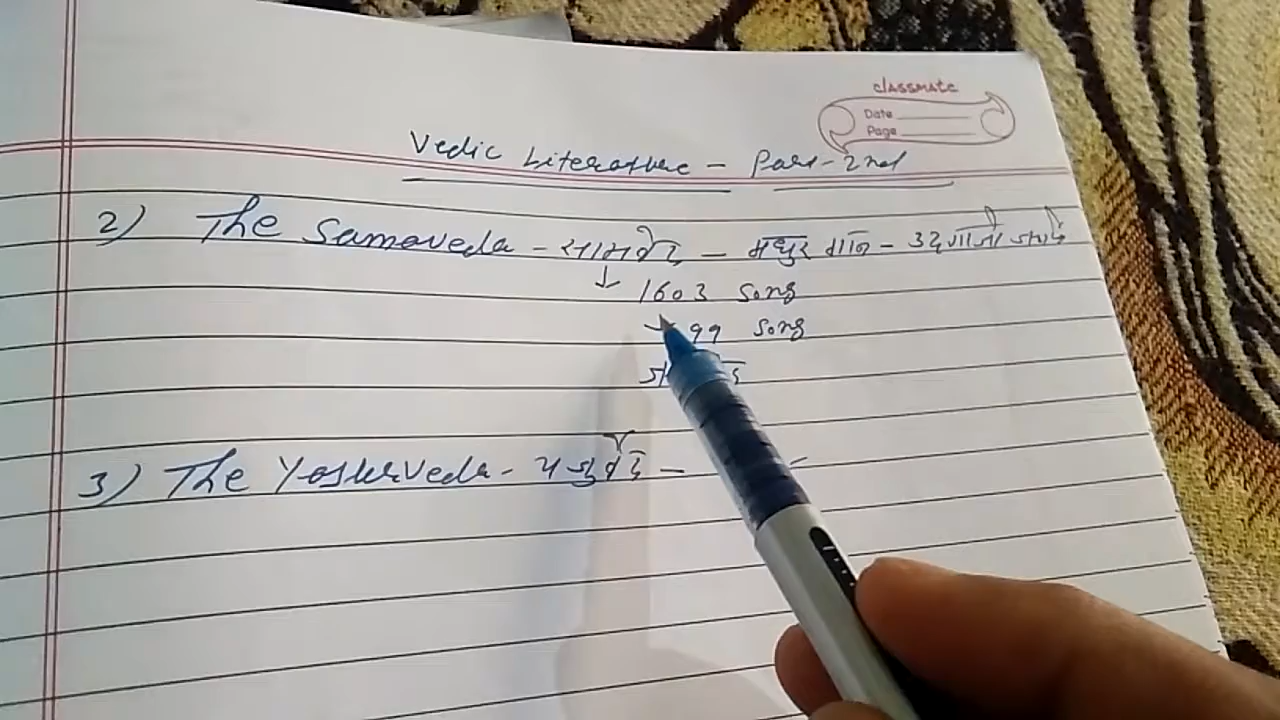 classmate
Date
Page
Vedic Literature - Part-2nd
2) The Samaveda - सामवेद - मधुर गान -
1603 song
99 song
3) The Yajurveda - यजुर्वेद -